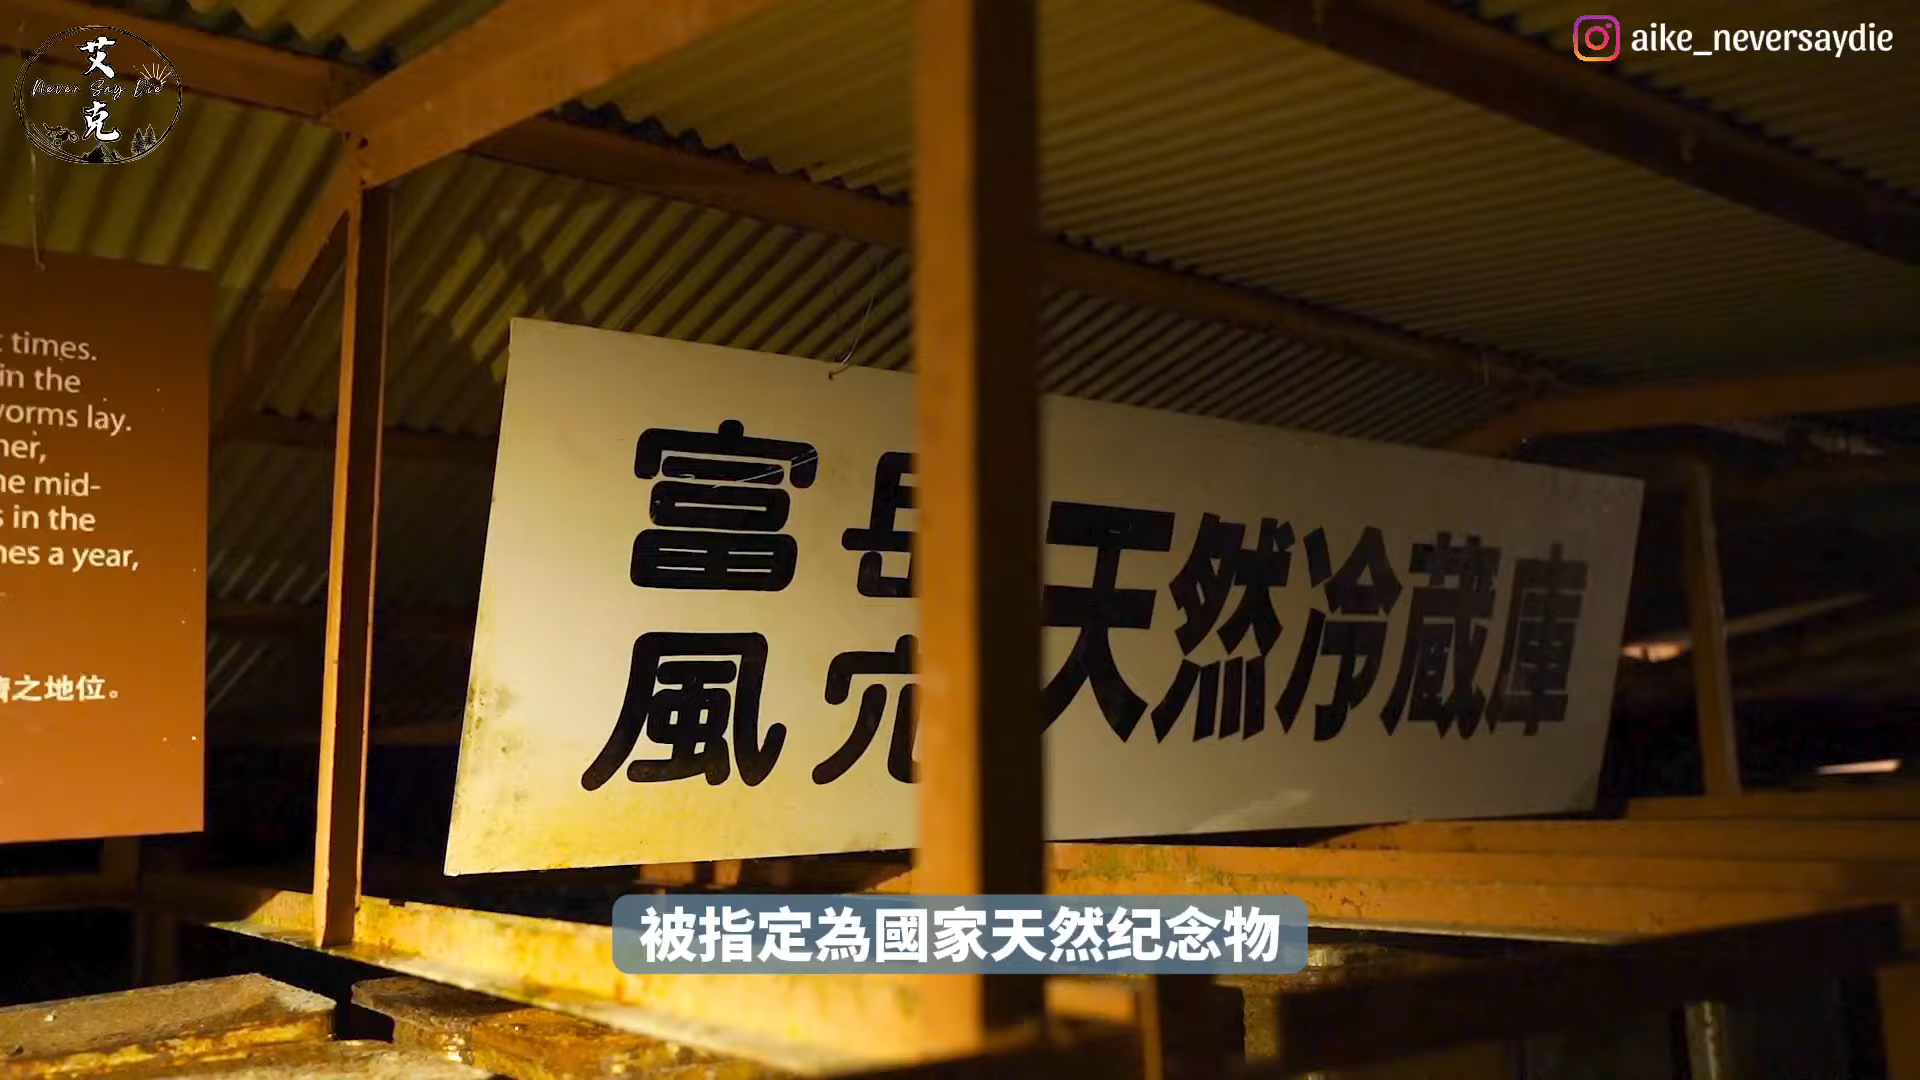 艾
Never Say Die
克
aike_neversaydie
times.
in the
lay.
mid-
in the
a year,
之地位。
富岳
風穴
天然冷蔵庫
被指定為國家天然纪念物